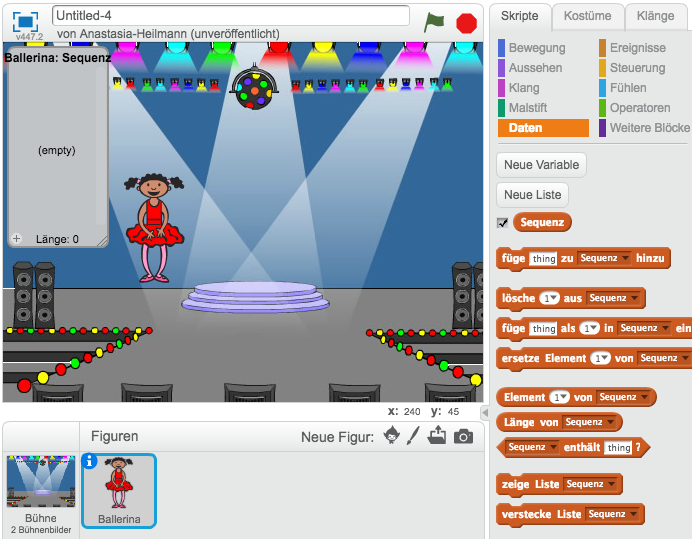 Untitled-4
v447.2
von Anastasia-Heilmann (unveröffentlicht)
Ballerina: Sequenz
(empty)
+ Länge: 0
x: 240 y: 45
Figuren
Neue Figur:
Bühne
2 Bühnenbilder
i
Ballerina
Skripte Kostüme Klänge
Bewegung Ereignisse
Aussehen Steuerung
Klang Fühlen
Malstift Operatoren
Daten Weitere Blöcke
Neue Variable
Neue Liste
Sequenz
füge thing zu Sequenz hinzu
lösche 1 aus Sequenz
füge thing als 1 in Sequenz ein
ersetze Element 1 von Sequenz
Element 1 von Sequenz
Länge von Sequenz
Sequenz enthält thing ?
zeige Liste Sequenz
verstecke Liste Sequenz